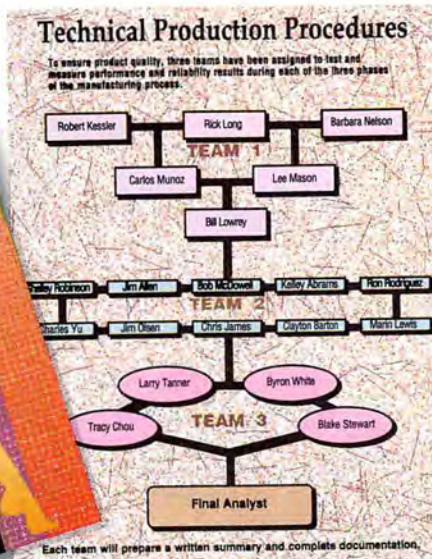 Technical Production Procedures
To ensure product quality, three teams have been assigned to test and
measure performance and reliability results during each of the three phases
of the manufacturing process.
Robert Kessler Rick Long Barbara Nelson
TEAM 1
Carlos Munoz Lee Mason
Bill Lowrey
Shelley Robinson Jim Allen Bob McDowell Kelley Abrams Ron Rodriguez
TEAM 2
Charles Yu Jim Olsen Chris James Clayton Barton Marin Lewis
Larry Tanner Byron White
TEAM 3
Tracy Chou Blake Stewart
Final Analyst
Each team will prepare a written summary and complete documentation.